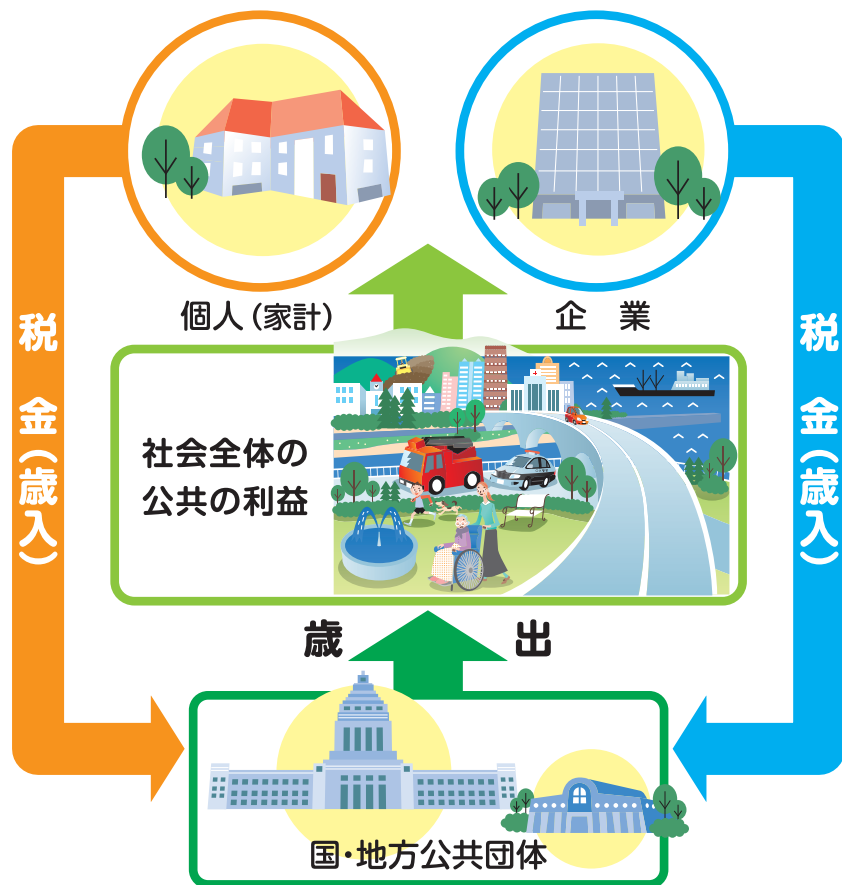 個人（家計）
企　業
税　金（歳入）
税　金（歳入）
社会全体の
公共の利益
歳　出
国・地方公共団体